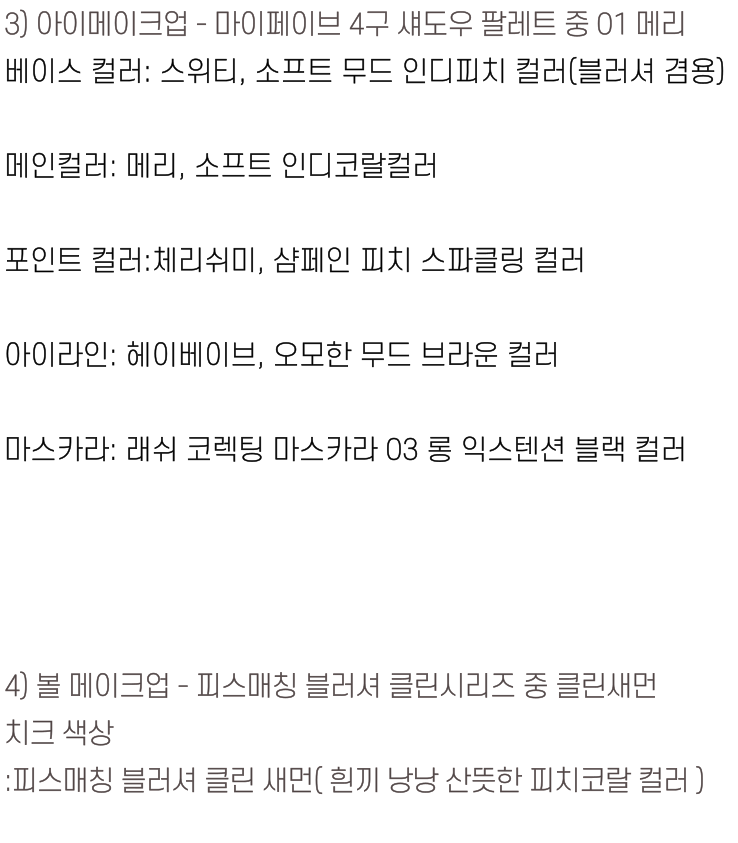 3) 아이메이크업 - 마이페이브 4구 섀도우 팔레트 중 01 메리
베이스 컬러: 스위티, 소프트 무드 인디피치 컬러(블러셔 겸용)
메인컬러: 메리, 소프트 인디코랄컬러
포인트 컬러:체리쉬미, 샴페인 피치 스파클링 컬러
아이라인: 헤이베이브, 오모한 무드 브라운 컬러
마스카라: 래쉬 코렉팅 마스카라 03 롱 익스텐션 블랙 컬러
4) 볼 메이크업 - 피스매칭 블러셔 클린시리즈 중 클린새먼
치크 색상
:피스매칭 블러셔 클린 새먼( 흰끼 낭낭 산뜻한 피치코랄 컬러 )